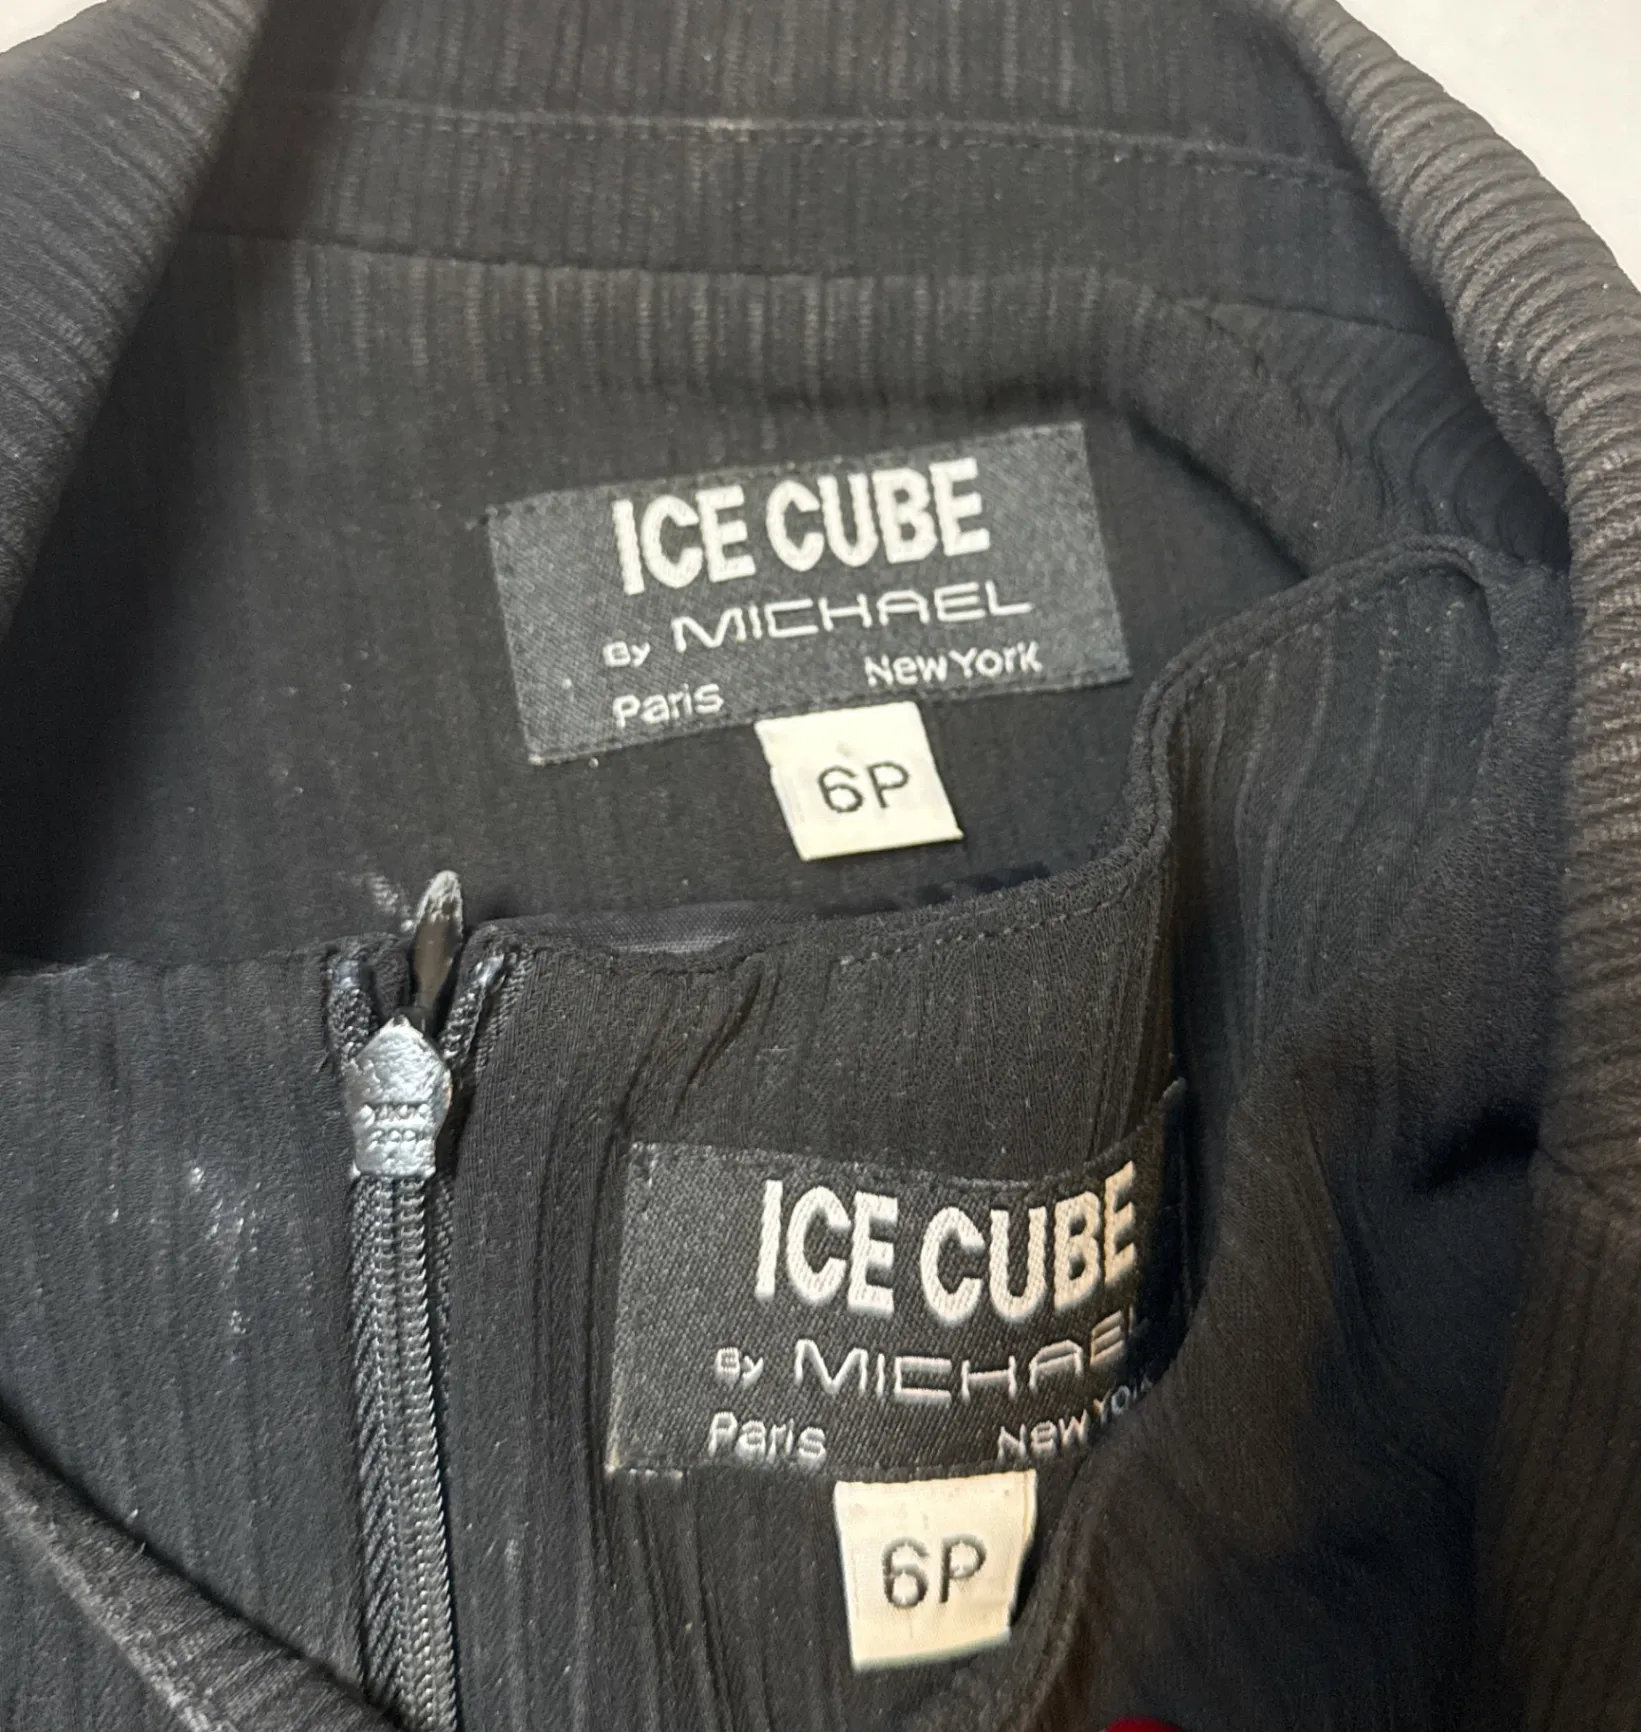 ICE CUBE
By MICHAEL
Paris New York
6P
ICE CUBE
By MICHAEL
Paris New York
6P